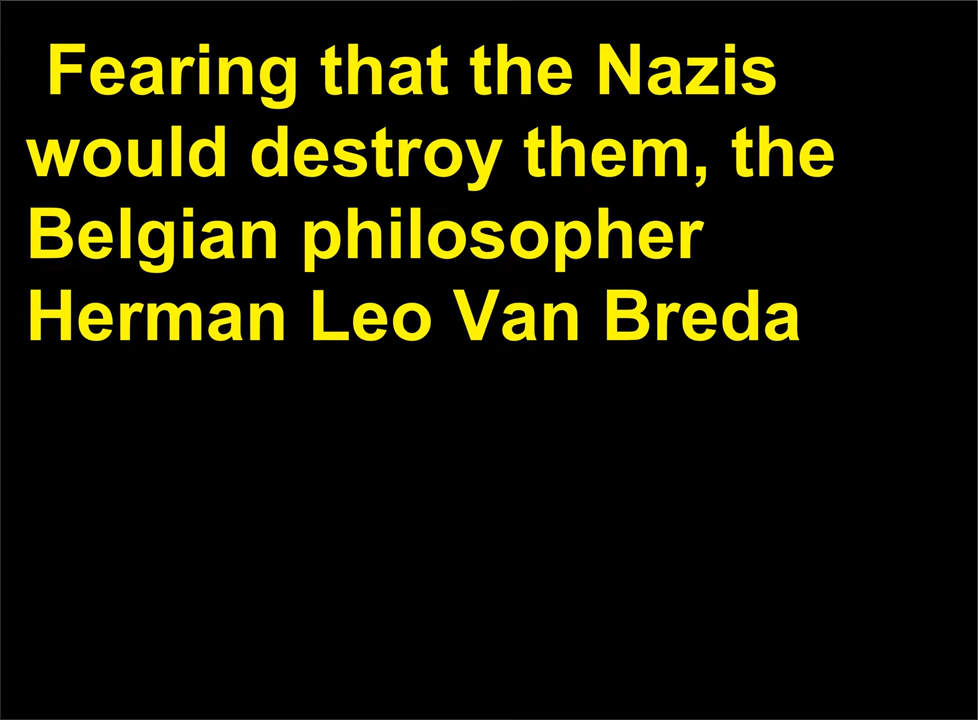 Fearing that the Nazis
would destroy them, the
Belgian philosopher
Herman Leo Van Breda